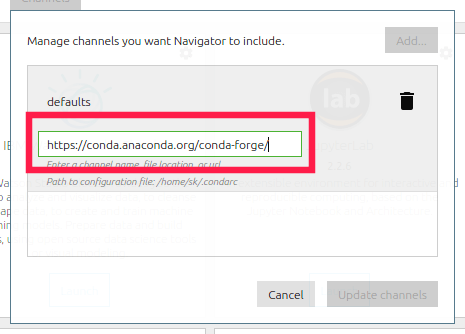 Channels
Manage channels you want Navigator to include.
Add...
defaults
lab
https://conda.anaconda.org/conda-forge/
Enter a channel name, file location, or url
Path to configuration file: /home/sk/.condarc
Cancel
Update channels